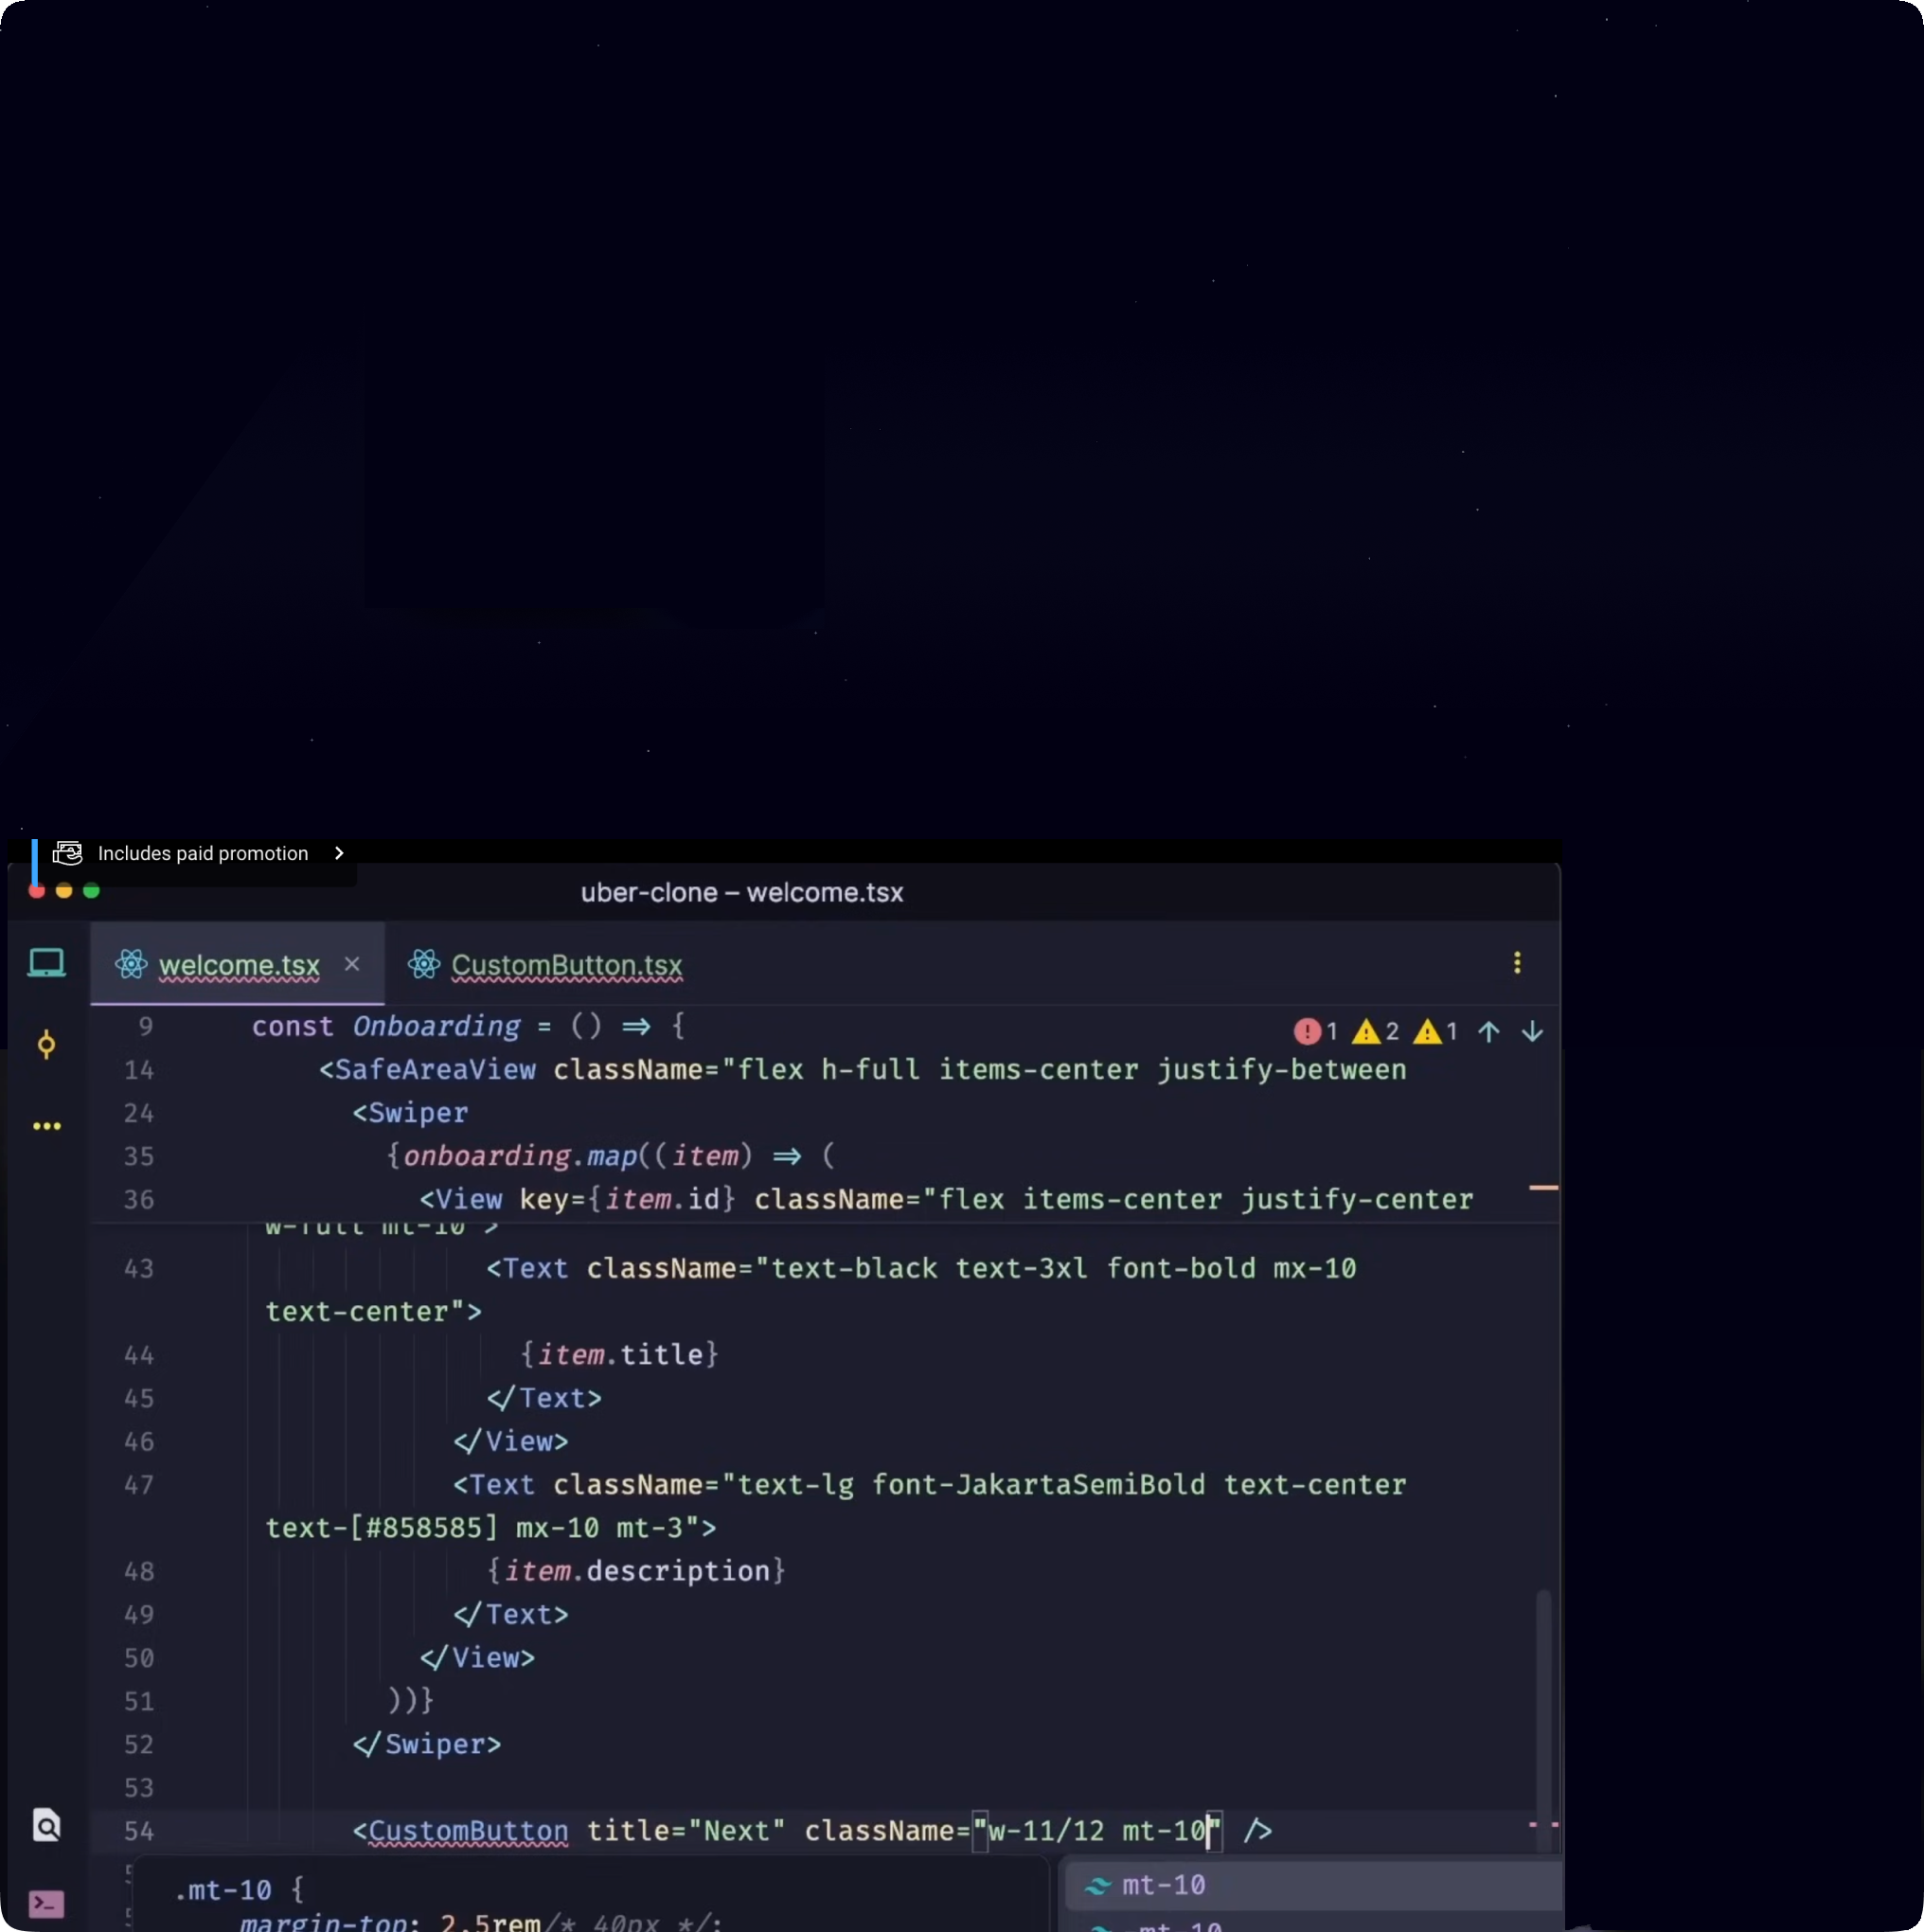 Includes paid promotion
uber-clone – welcome.tsx
welcome.tsx
CustomButton.tsx
9 const Onboarding = () => {
1 2 1
14 <SafeAreaView className="flex h-full items-center justify-between
24 <Swiper
35 {onboarding.map((item) => (
36 <View key={item.id} className="flex items-center justify-center
w-full mt-10">
43 <Text className="text-black text-3xl font-bold mx-10
text-center">
44 {item.title}
45 </Text>
46 </View>
47 <Text className="text-lg font-JakartaSemiBold text-center
text-[#858585] mx-10 mt-3">
48 {item.description}
49 </Text>
50 </View>
51 ))}
52 </Swiper>
53
54 <CustomButton title="Next" className="w-11/12 mt-10" />
.mt-10 {
margin-top: 2.5rem/* 40px */;
mt-10
-mt-10